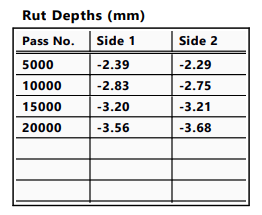 Rut Depths (mm)
Pass No. Side 1 Side 2
5000 -2.39 -2.29
10000 -2.83 -2.75
15000 -3.20 -3.21
20000 -3.56 -3.68